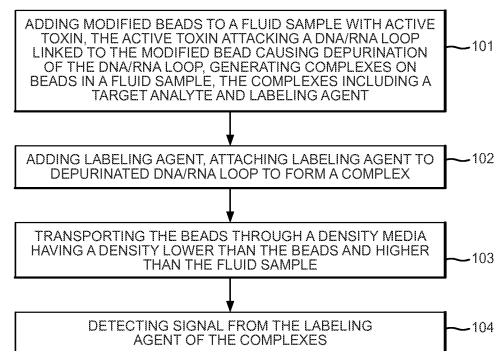 ADDING MODIFIED BEADS TO A FLUID SAMPLE WITH ACTIVE
TOXIN, THE ACTIVE TOXIN ATTACKING A DNA/RNA LOOP
LINKED TO THE MODIFIED BEAD CAUSING DEPURINATION
OF THE DNA/RNA LOOP, GENERATING COMPLEXES ON
BEADS IN A FLUID SAMPLE, THE COMPLEXES INCLUDING A
TARGET ANALYTE AND LABELING AGENT
101
ADDING LABELING AGENT, ATTACHING LABELING AGENT TO
DEPURINATED DNA/RNA LOOP TO FORM A COMPLEX
102
TRANSPORTING THE BEADS THROUGH A DENSITY MEDIA
HAVING A DENSITY LOWER THAN THE BEADS AND HIGHER
THAN THE FLUID SAMPLE
103
DETECTING SIGNAL FROM THE LABELING
AGENT OF THE COMPLEXES
104